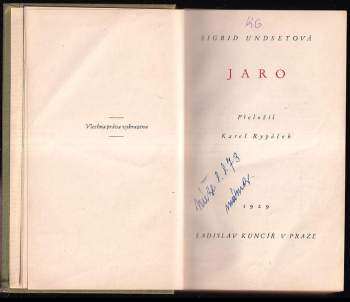 Všechna práva vyhrazena
SIGRID UNDSETOVÁ
JARO
Přeložil
Karel Rypáček
1929
LADISLAV KUNCÍŘ V PRAZE